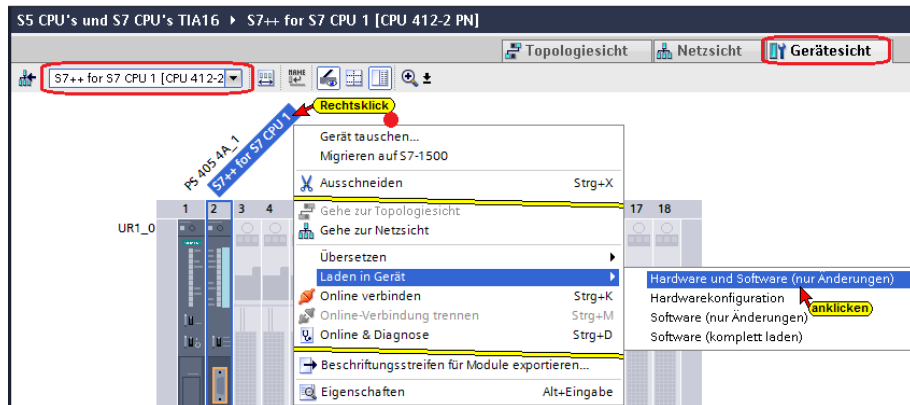 S5 CPU's und S7 CPU's TIA16 ▸ S7++ for S7 CPU 1 [CPU 412-2 PN]
Topologiesicht Netzsicht Gerätesicht
S7++ for S7 CPU 1 [CPU 412-2
Rechtsklick
PS 405 4A_1
S7++ for S7 CPU 1
Gerät tauschen...
Migrieren auf S7-1500
Ausschneiden Strg+X
Gehe zur Topologiesicht
Gehe zur Netzsicht
Übersetzen
Laden in Gerät
Online verbinden Strg+K
Online-Verbindung trennen Strg+M
Online & Diagnose Strg+D
Beschriftungsstreifen für Module exportieren...
Eigenschaften Alt+Eingabe
1 2 3 4 17 18
UR1_0
Hardware und Software (nur Änderungen)
Hardwarekonfiguration
anklicken
Software (nur Änderungen)
Software (komplett laden)